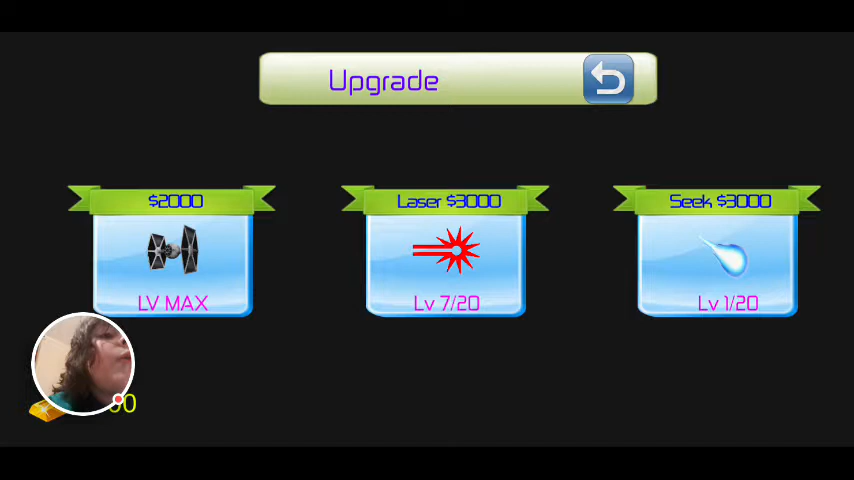 Upgrade
$2000
Laser $3000
Seek $3000
LV MAX
Lv 7/20
Lv 1/20